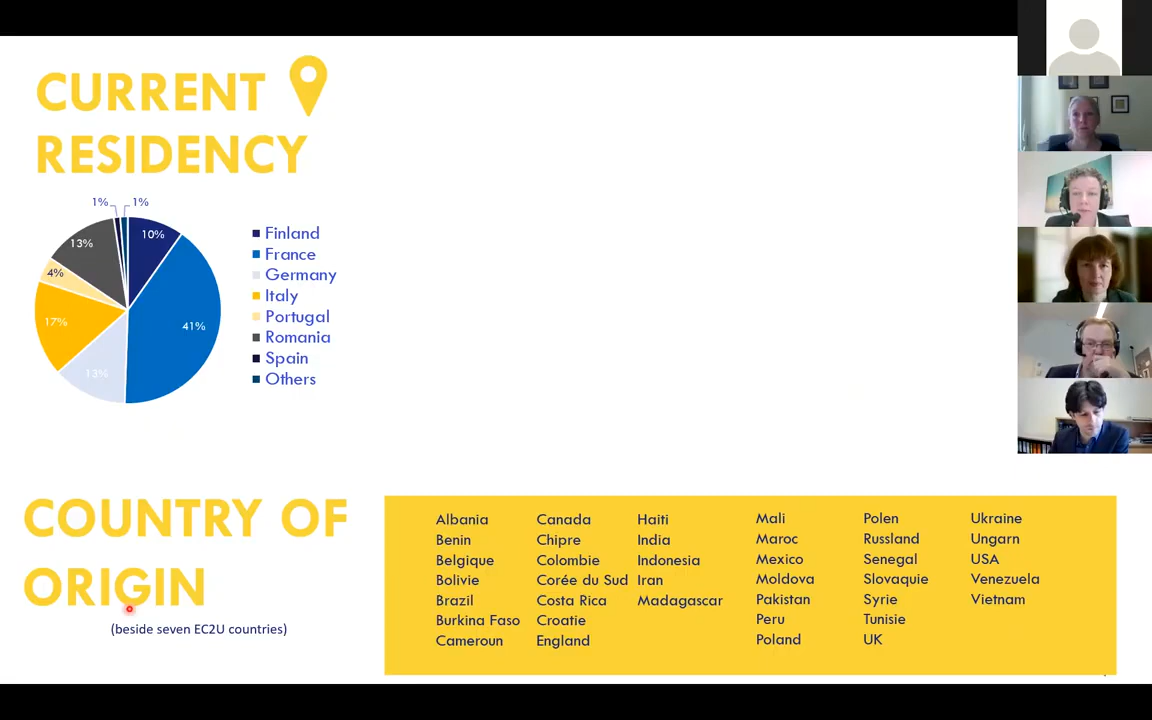 CURRENT
RESIDENCY
1% 1%
10%
13%
4%
17%
41%
13%
Finland
France
Germany
Italy
Portugal
Romania
Spain
Others
COUNTRY OF
ORIGIN
(beside seven EC2U countries)
Albania
Benin
Belgique
Bolivie
Brazil
Burkina Faso
Cameroun
Canada
Chipre
Colombie
Corée du Sud
Costa Rica
Croatie
England
Haiti
India
Indonesia
Iran
Madagascar
Mali
Maroc
Mexico
Moldova
Pakistan
Peru
Poland
Polen
Russland
Senegal
Slovaquie
Syrie
Tunisie
UK
Ukraine
Ungarn
USA
Venezuela
Vietnam